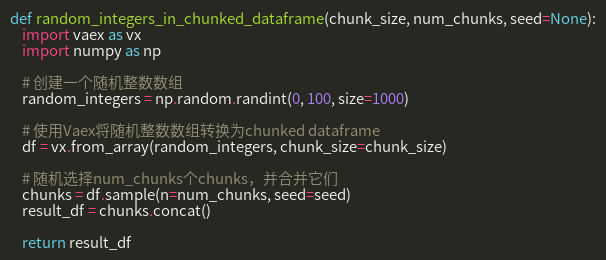 def random_integers_in_chunked_dataframe(chunk_size, num_chunks, seed=None):
import vaex as vx
import numpy as np
# 创建一个随机整数数组
random_integers = np.random.randint(0, 100, size=1000)
# 使用Vaex将随机整数数组转换为chunked dataframe
df = vx.from_array(random_integers, chunk_size=chunk_size)
# 随机选择num_chunks个chunks，并合并它们
chunks = df.sample(n=num_chunks, seed=seed)
result_df = chunks.concat()
return result_df